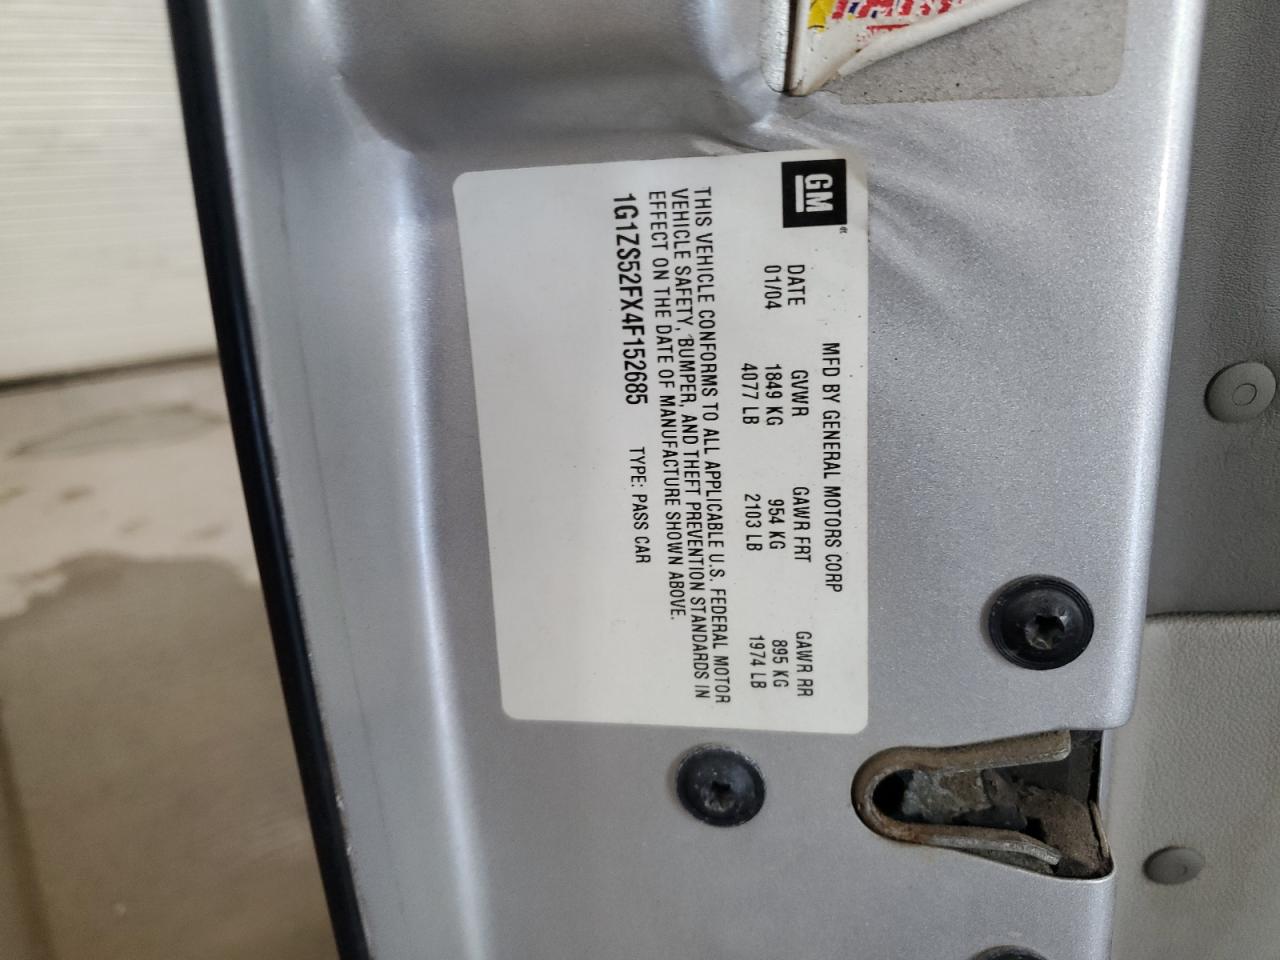 GM
MFD BY GENERAL MOTORS CORP
DATE GVWR GAWR FRT GAWR RR
01/04 1849 KG 954 KG 895 KG
4077 LB 2103 LB 1974 LB
THIS VEHICLE CONFORMS TO ALL APPLICABLE U.S. FEDERAL MOTOR
VEHICLE SAFETY, BUMPER, AND THEFT PREVENTION STANDARDS IN
EFFECT ON THE DATE OF MANUFACTURE SHOWN ABOVE.
1G1ZS52FX4F152685 TYPE: PASS CAR